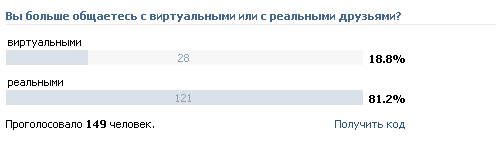 Вы больше общаетесь с виртуальными или с реальными друзьями?
виртуальными
28 18.8%
реальными
121 81.2%
Проголосовало 149 человек. Получить код